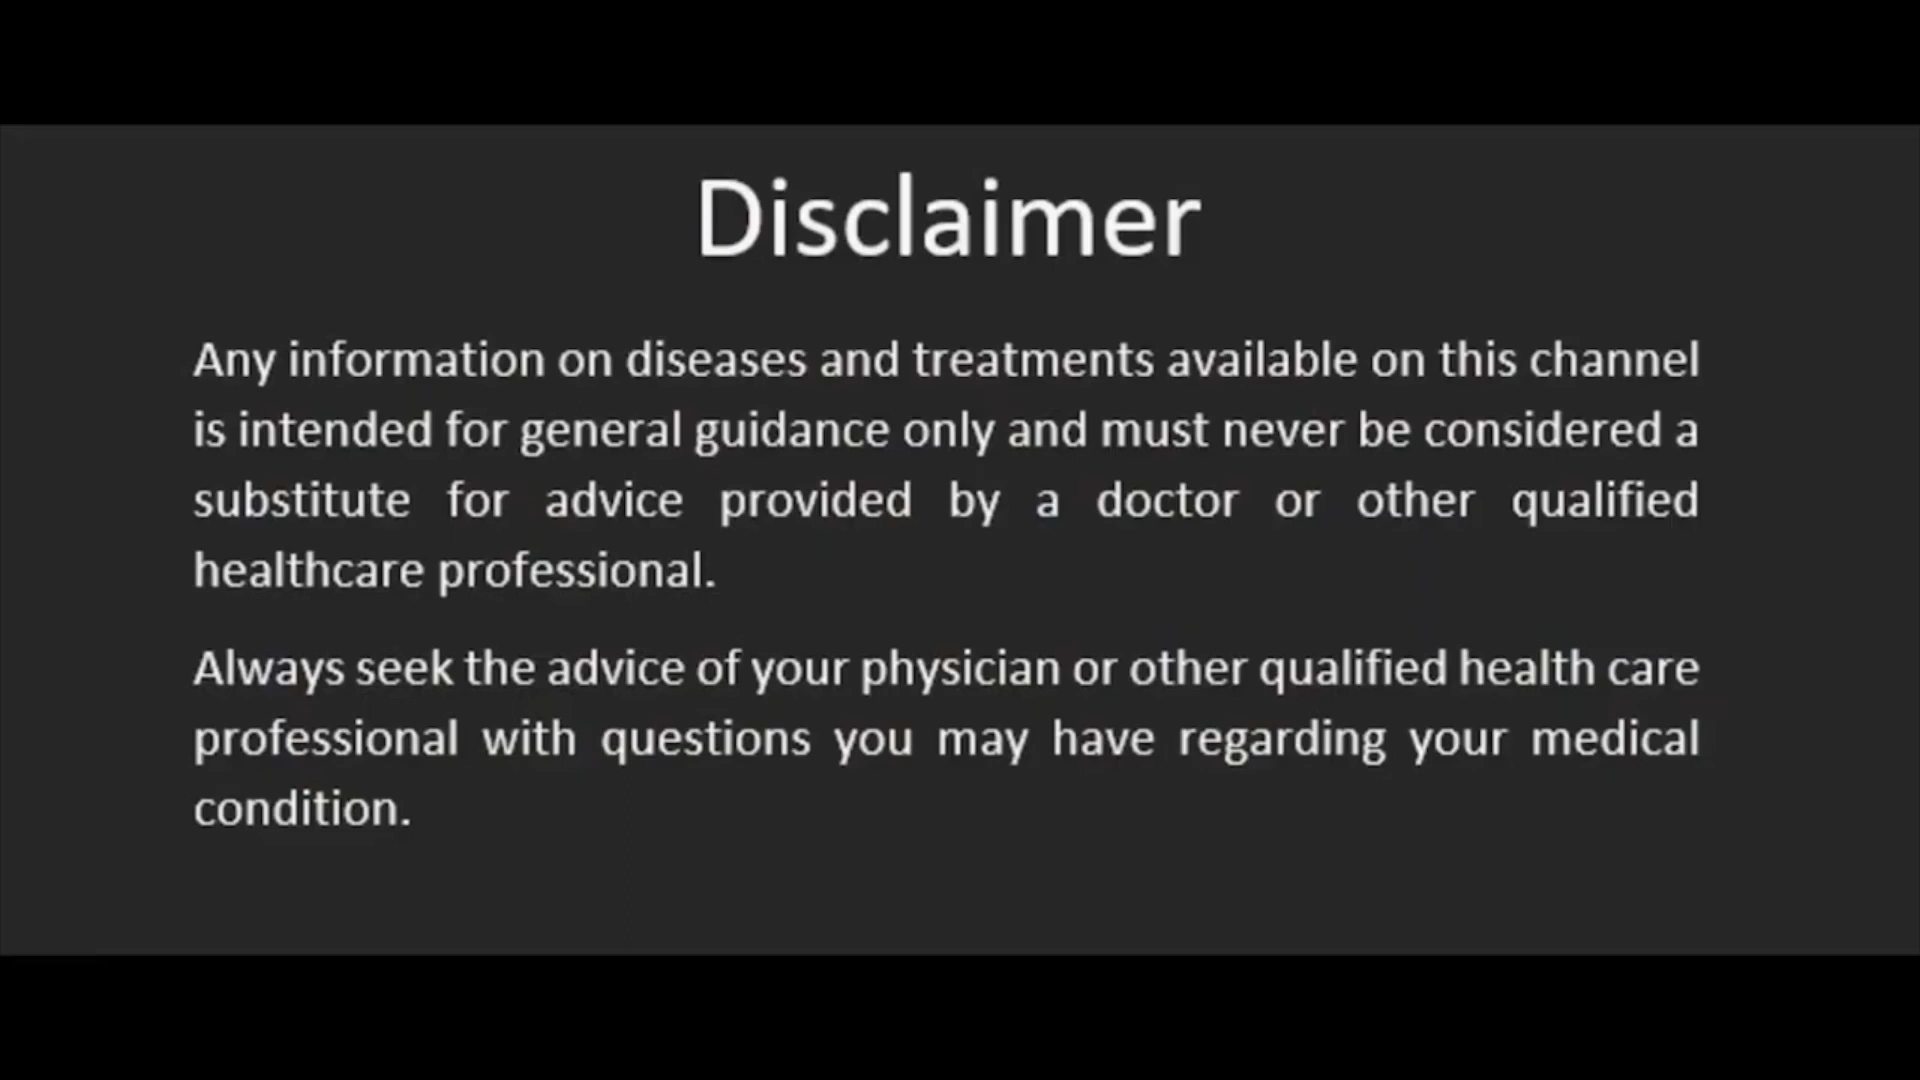 Disclaimer
Any information on diseases and treatments available on this channel
is intended for general guidance only and must never be considered a
substitute for advice provided by a doctor or other qualified
healthcare professional.
Always seek the advice of your physician or other qualified health care
professional with questions you may have regarding your medical
condition.